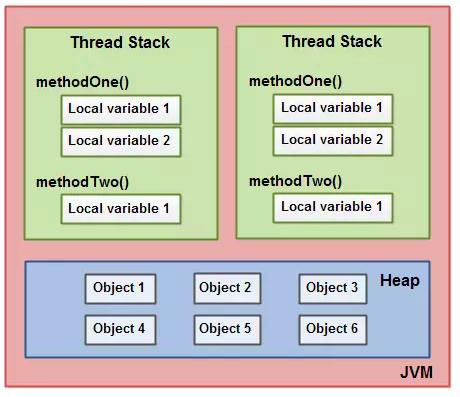 Thread Stack
methodOne()
Local variable 1
Local variable 2
methodTwo()
Local variable 1
Thread Stack
methodOne()
Local variable 1
Local variable 2
methodTwo()
Local variable 1
Heap
Object 1
Object 2
Object 3
Object 4
Object 5
Object 6
JVM